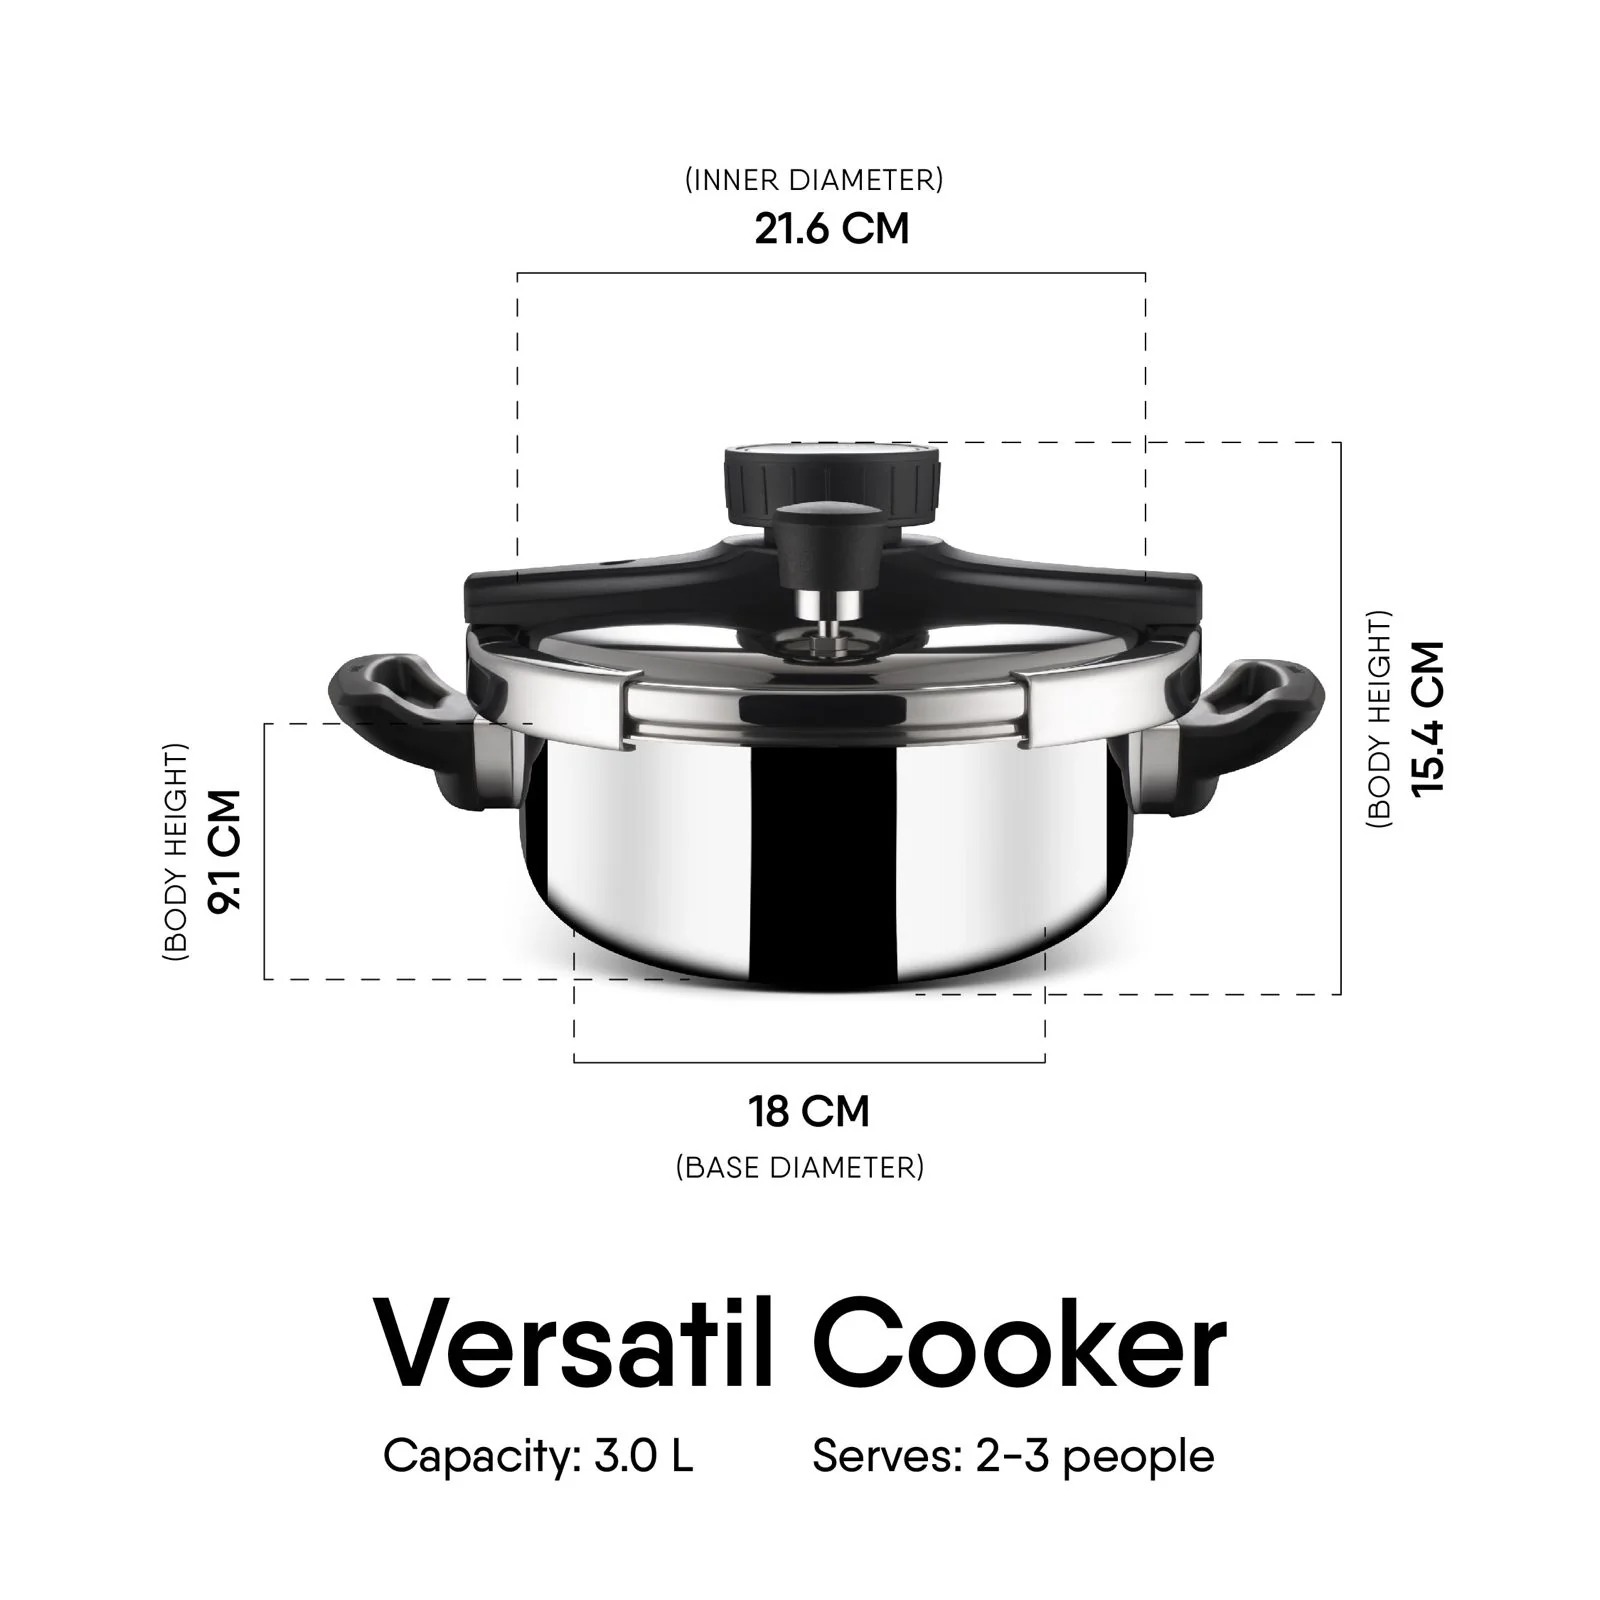 (INNER DIAMETER)
21.6 CM
(BODY HEIGHT)
15.4 CM
(BODY HEIGHT)
9.1 CM
18 CM
(BASE DIAMETER)
Versatil Cooker
Capacity: 3.0 L
Serves: 2-3 people